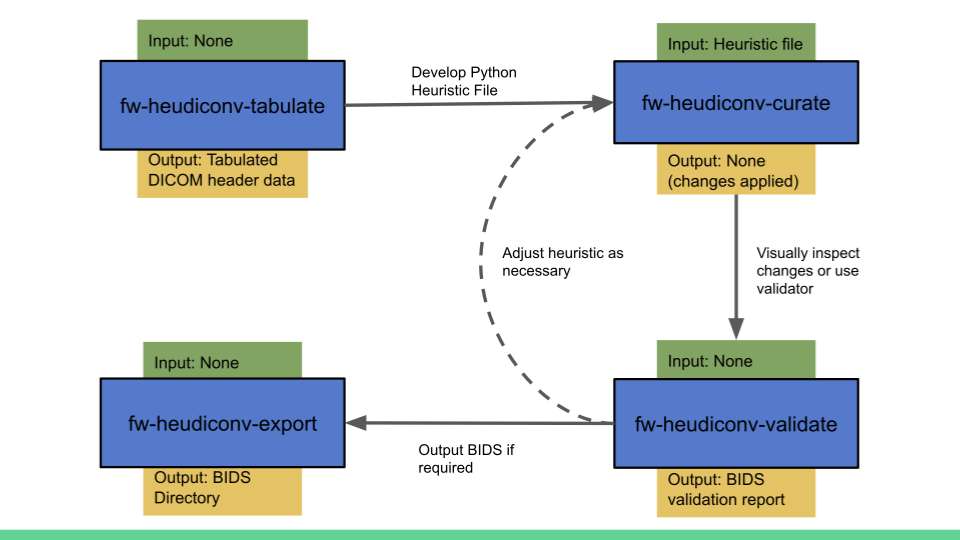 Input: None
fw-heudiconv-tabulate
Output: Tabulated
DICOM header data
Develop Python
Heuristic File
Input: Heuristic file
fw-heudiconv-curate
Output: None
(changes applied)
Adjust heuristic as
necessary
Visually inspect
changes or use
validator
Input: None
fw-heudiconv-export
Output: BIDS
Directory
Output BIDS if
required
Input: None
fw-heudiconv-validate
Output: BIDS
validation report